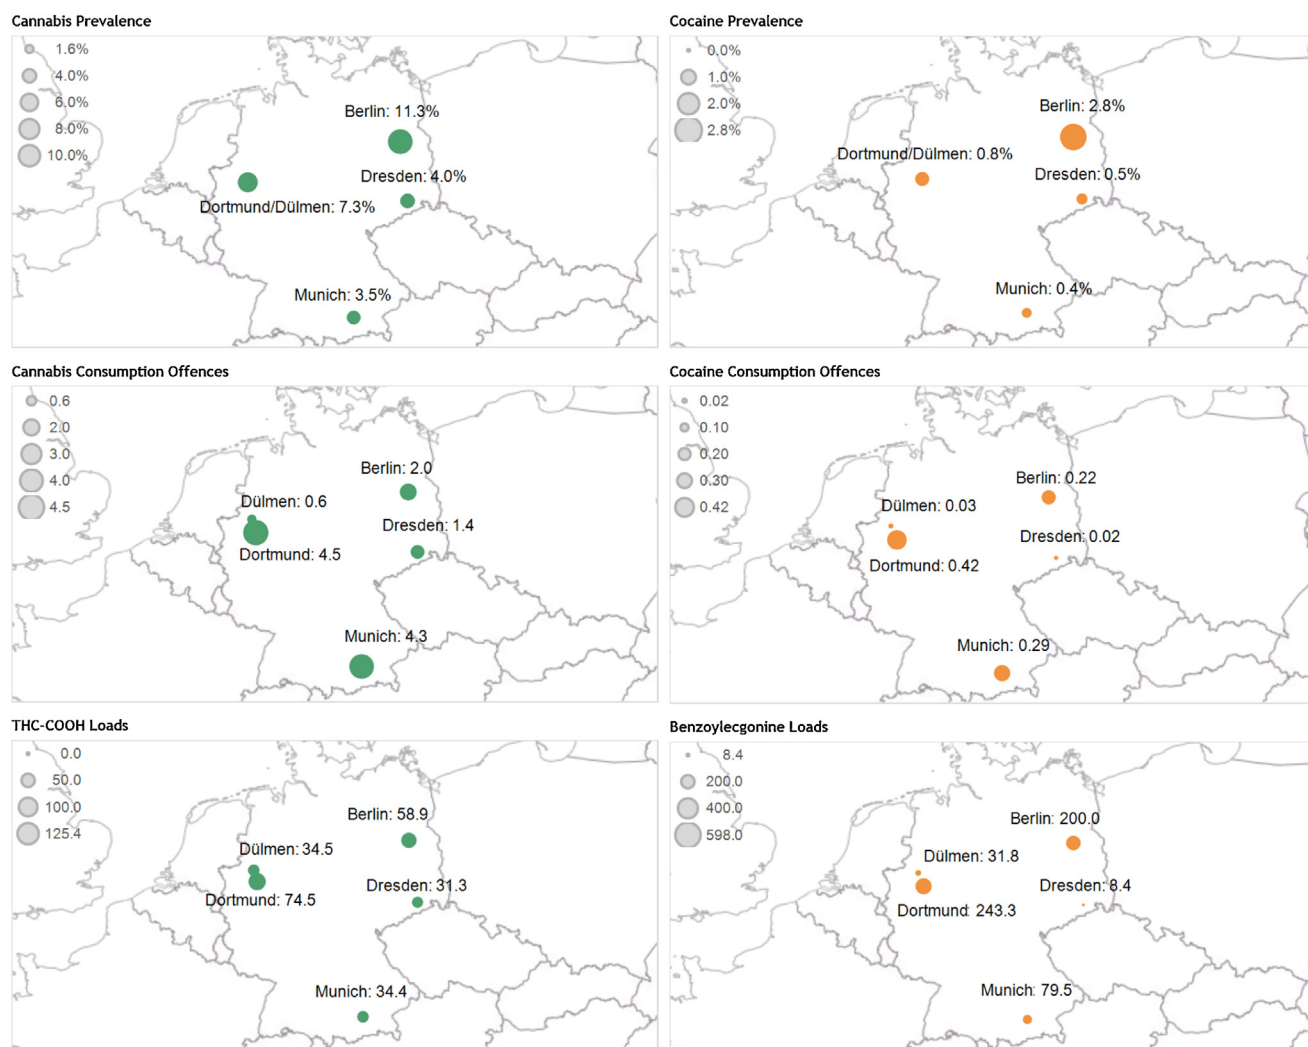 Cannabis Prevalence
1.6%
4.0%
6.0%
8.0%
10.0%
Berlin: 11.3%
Dresden: 4.0%
Dortmund/Dülmen: 7.3%
Munich: 3.5%
Cocaine Prevalence
0.0%
1.0%
2.0%
2.8%
Berlin: 2.8%
Dortmund/Dülmen: 0.8%
Dresden: 0.5%
Munich: 0.4%
Cannabis Consumption Offences
0.6
2.0
3.0
4.0
4.5
Berlin: 2.0
Dülmen: 0.6
Dresden: 1.4
Dortmund: 4.5
Munich: 4.3
Cocaine Consumption Offences
0.02
0.10
0.20
0.30
0.42
Berlin: 0.22
Dülmen: 0.03
Dresden: 0.02
Dortmund: 0.42
Munich: 0.29
THC-COOH Loads
0.0
50.0
100.0
125.4
Berlin: 58.9
Dülmen: 34.5
Dresden: 31.3
Dortmund: 74.5
Munich: 34.4
Benzoylecgonine Loads
8.4
200.0
400.0
598.0
Berlin: 200.0
Dülmen: 31.8
Dresden: 8.4
Dortmund: 243.3
Munich: 79.5